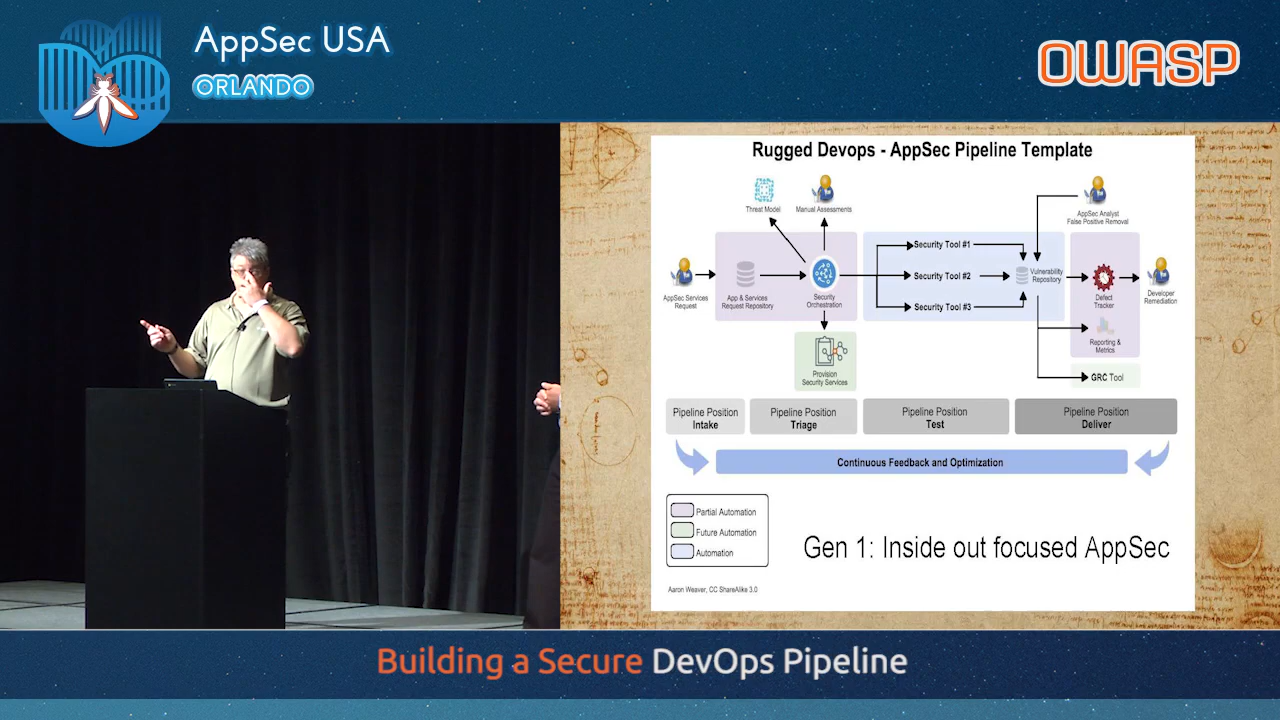 AppSec USA
ORLANDO
OWASP
Rugged Devops - AppSec Pipeline Template
Threat Model
Manual Assessments
AppSec Analyst
False Positive Removal
AppSec Services
Request
App & Services
Request Repository
Security
Orchestration
Security Tool #1
Security Tool #2
Security Tool #3
Vulnerability
Repository
Defect
Tracker
Developer
Remediation
Reporting &
Metrics
GRC Tool
Provision
Security Services
Pipeline Position
Intake
Pipeline Position
Triage
Pipeline Position
Test
Pipeline Position
Deliver
Continuous Feedback and Optimization
Partial Automation
Future Automation
Automation
Gen 1: Inside out focused AppSec
Aaron Weaver, CC ShareAlike 3.0
Building a Secure DevOps Pipeline